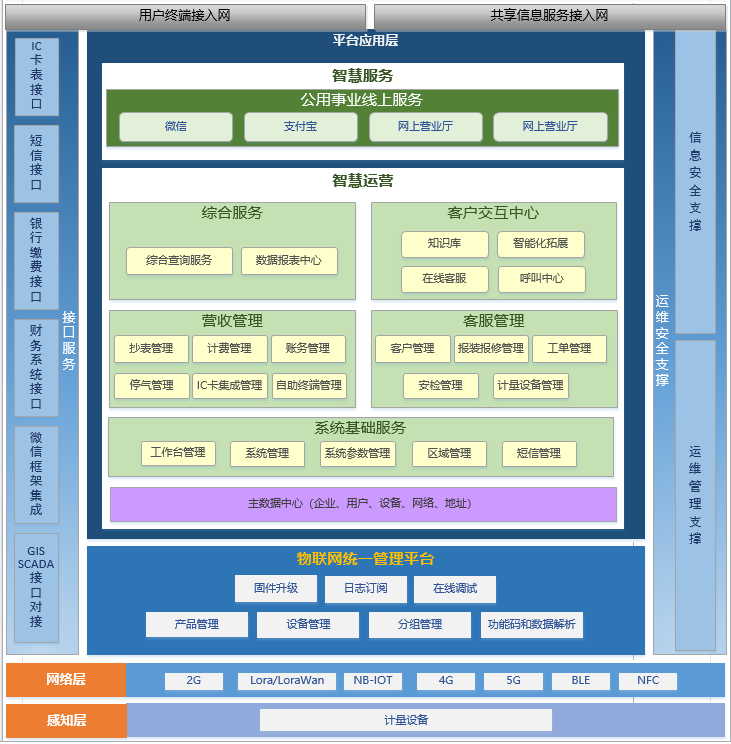 用户终端接入网
共享信息服务接入网
接口服务
IC卡表接口
短信接口
银行缴费接口
财务系统接口
微信框架集成
GIS SCADA接口对接
平台应用层
智慧服务
公用事业线上服务
微信
支付宝
网上营业厅
网上营业厅
智慧运营
综合服务
综合查询服务
数据报表中心
客户交互中心
知识库
智能化拓展
在线客服
呼叫中心
营收管理
抄表管理
计费管理
账务管理
停气管理
IC卡集成管理
自助终端管理
客服管理
客户管理
报装报修管理
工单管理
安检管理
计量设备管理
系统基础服务
工作台管理
系统管理
系统参数管理
区域管理
短信管理
主数据中心（企业、用户、设备、网络、地址）
物联网统一管理平台
固件升级
日志订阅
在线调试
产品管理
设备管理
分组管理
功能码和数据解析
运维安全支撑
信息安全支撑
运维管理支撑
网络层
2G
Lora/LoraWan
NB-IOT
4G
5G
BLE
NFC
感知层
计量设备